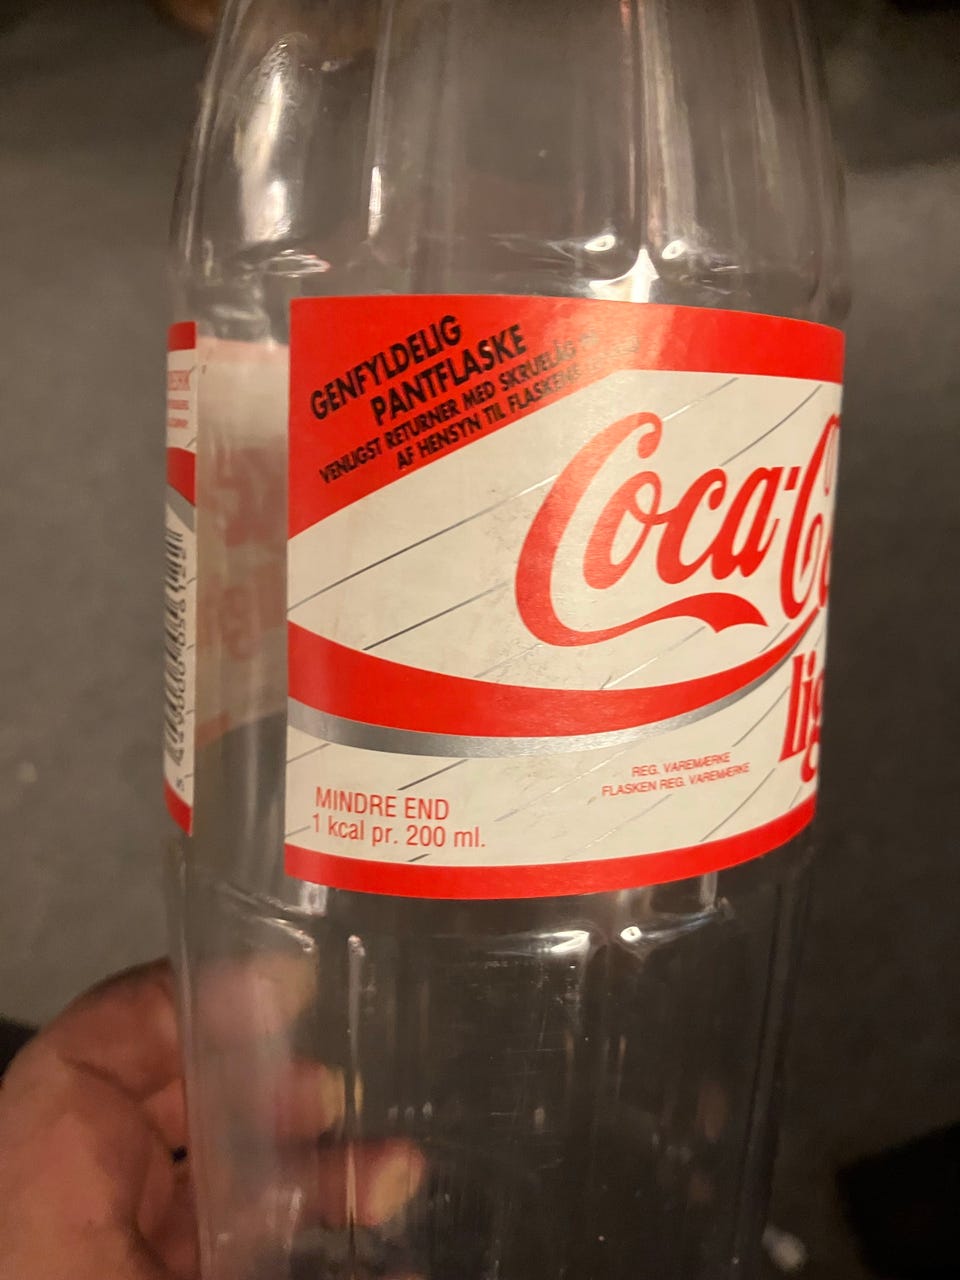 GENFYLDELIG
PANTFLASKE
VENLIGST RETURNER MED SKRUELÅG
AF HENSYN TIL FLASKENS
Coca-C
lig
REG. VAREMÆRKE
FLASKEN REG. VAREMÆRKE
MINDRE END
1 kcal pr. 200 ml.